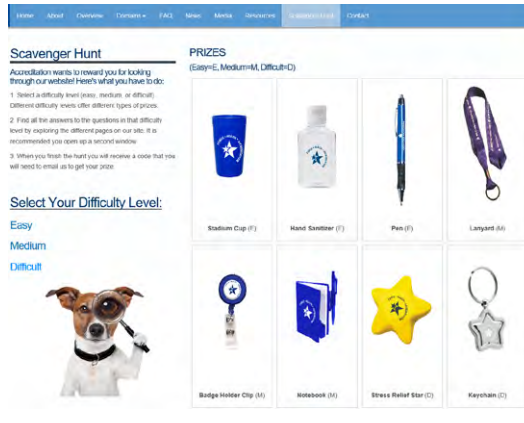 Home About Overview Domains FAQ News Media Resources Scavenger Hunt Contact
Scavenger Hunt
Accreditation wants to reward you for looking
through our website! Here's what you have to do:
1. Select a difficulty level (easy, medium, or difficult).
Different difficulty levels offer different types of prizes.
2. Find all the answers to the questions in that difficulty
level by exploring the different pages on our site. It is
recommended you open up a second window.
3. When you finish the hunt you will receive a code that you
will need to email us to get your prize.
Select Your Difficulty Level:
Easy
Medium
Difficult
PRIZES
(Easy=E, Medium=M, Difficult=D)
Stadium Cup (E)
Hand Sanitizer (E)
Pen (E)
Lanyard (M)
Badge Holder Clip (M)
Notebook (M)
Stress Relief Star (D)
Keychain (D)